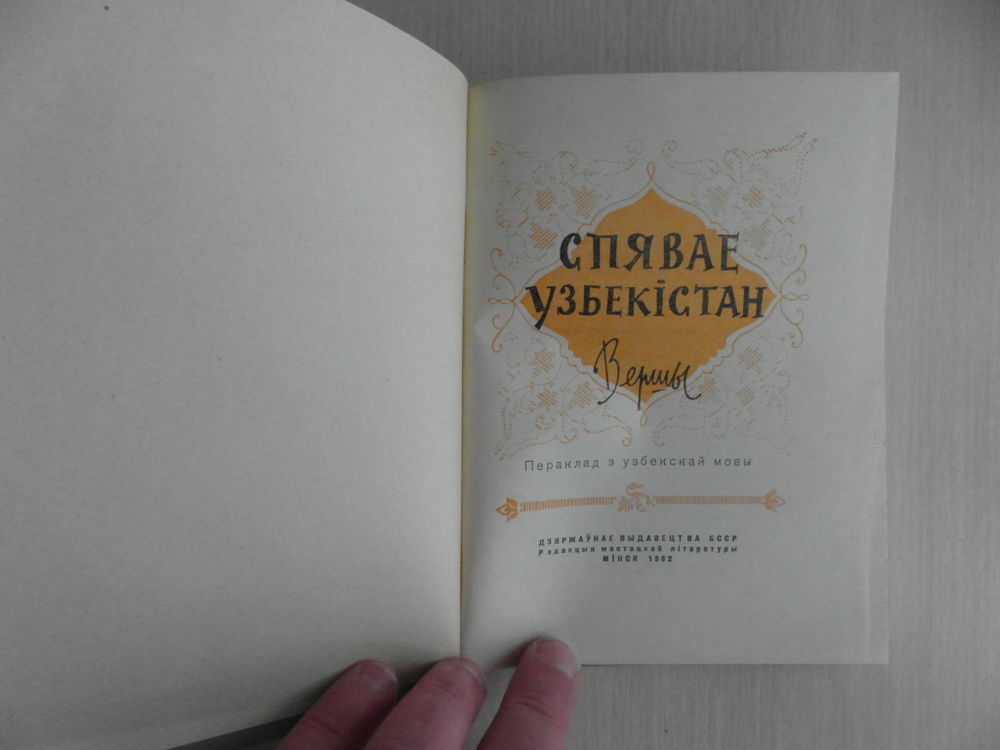 СПЯВАЕ
УЗБЕКІСТАН
Вершы
Пераклад з узбекскай мовы
ДЗЯРЖАЎНАЕ ВЫДАВЕЦТВА БССР
Рэдакцыя мастацкай літаратуры
МІНСК 1962